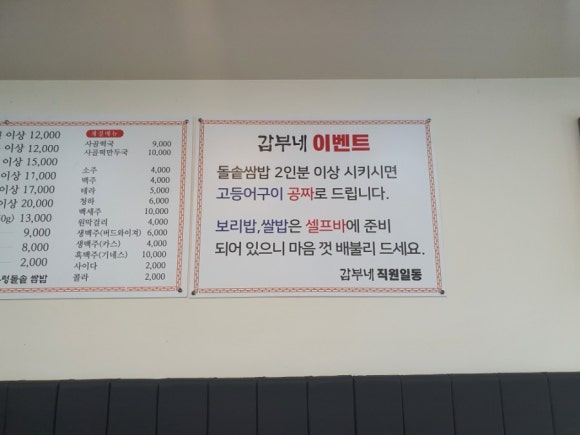 이상 12,000
이상 12,000
이상 15,000
이상 17,000
이상 17,000
이상 20,000
0g) 13,000
9,000
8,000
2,000
우렁돌솥 쌈밥
계절메뉴
사골떡국 9,000
사골떡만두국 10,000
소주 4,000
맥주 4,000
테라 5,000
청하 6,000
백세주 10,000
원막걸리 4,000
생맥주(버드와이져) 6,000
생맥주(카스) 4,000
흑맥주(기네스) 10,000
사이다 2,000
콜라 2,000
갑부네 이벤트
돌솥쌈밥 2인분 이상 시키시면
고등어구이 공짜로 드립니다.
보리밥,쌀밥은 셀프바에 준비
되어 있으니 마음 껏 배불리 드세요.
갑부네 직원일동